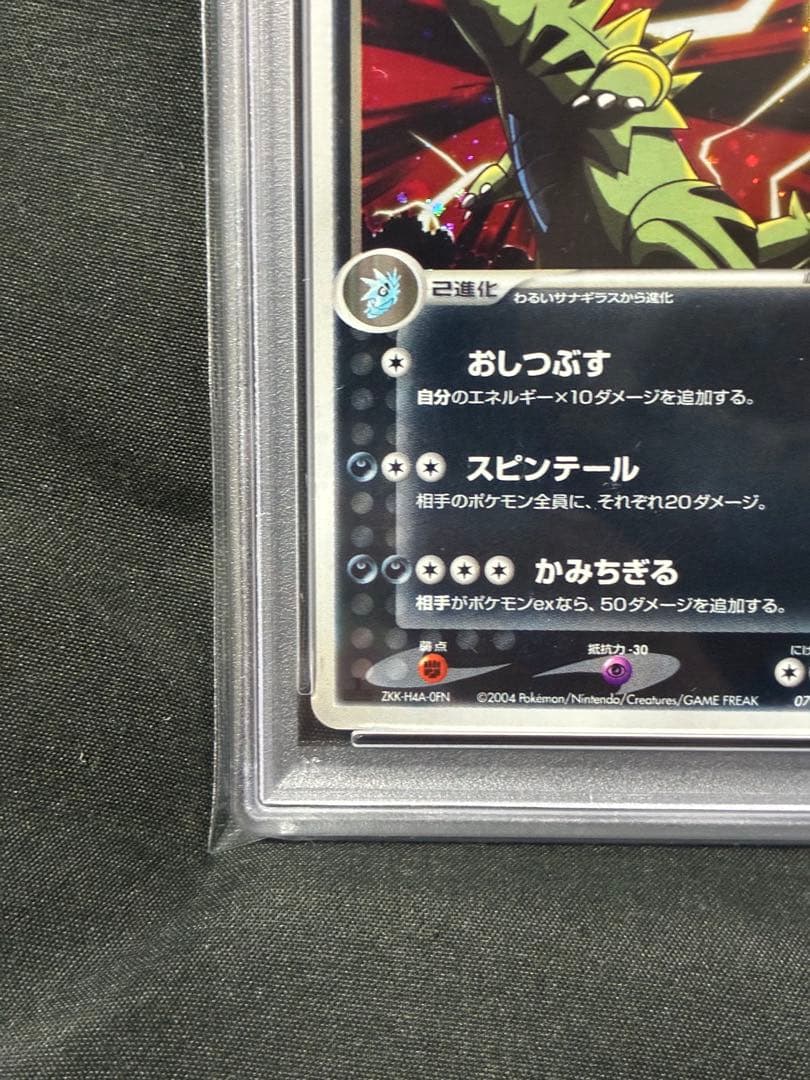 2進化
わるいサナギラスから進化
おしつぶす
自分のエネルギー×10ダメージを追加する。
スピンテール
相手のポケモン全員に、それぞれ20ダメージ。
かみちぎる
相手がポケモンexなら、50ダメージを追加する。
弱点 抵抗力 -30 にげ
ZKK-H4A-0FN ©2004 Pokémon/Nintendo/Creatures/GAME FREAK 07